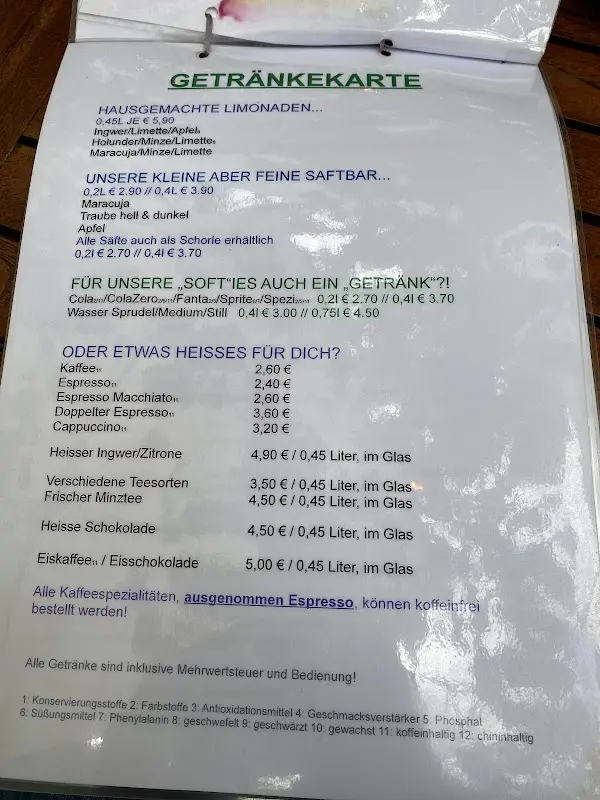 GETRÄNKEKARTE
HAUSGEMACHTE LIMONADEN...
0,45L JE € 5,90
Ingwer/Limette/Apfel
Holunder/Minze/Limette
Maracuja/Minze/Limette
UNSERE KLEINE ABER FEINE SAFTBAR...
0,2L € 2.90 // 0,4L € 3.90
Maracuja
Traube hell & dunkel
Apfel
Alle Säfte auch als Schorle erhältlich
0,2l € 2.70 // 0,4l € 3.70
FÜR UNSERE „SOFT“IES AUCH EIN „GETRÄNK“?!
Cola/ColaZero/Fanta/Sprite/Spezi 0,2l € 2.70 // 0,4l € 3.70
Wasser Sprudel/Medium/Still 0,4l € 3.00 // 0,75l € 4.50
ODER ETWAS HEISSES FÜR DICH?
Kaffee11 2,60 €
Espresso11 2,40 €
Espresso Macchiato11 2,60 €
Doppelter Espresso11 3,60 €
Cappuccino11 3,20 €
Heisser Ingwer/Zitrone 4,90 € / 0,45 Liter, im Glas
Verschiedene Teesorten 3,50 € / 0,45 Liter, im Glas
Frischer Minztee 4,50 € / 0,45 Liter, im Glas
Heisse Schokolade 4,50 € / 0,45 Liter, im Glas
Eiskaffee11 / Eisschokolade 5,00 € / 0,45 Liter, im Glas
Alle Kaffeespezialitäten, ausgenommen Espresso, können koffeinfrei
bestellt werden!
Alle Getränke sind inklusive Mehrwertsteuer und Bedienung!
1: Konservierungsstoffe 2: Farbstoffe 3: Antioxidationsmittel 4: Geschmacksverstärker 5: Phosphat
6: Süßungsmittel 7: Phenylalanin 8: geschwefelt 9: geschwärzt 10: gewachst 11: koffeinhaltig 12: chininhaltig